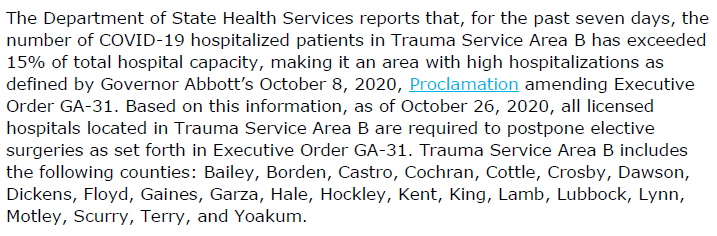 The Department of State Health Services reports that, for the past seven days, the
number of COVID-19 hospitalized patients in Trauma Service Area B has exceeded
15% of total hospital capacity, making it an area with high hospitalizations as
defined by Governor Abbott’s October 8, 2020, Proclamation amending Executive
Order GA-31. Based on this information, as of October 26, 2020, all licensed
hospitals located in Trauma Service Area B are required to postpone elective
surgeries as set forth in Executive Order GA-31. Trauma Service Area B includes
the following counties: Bailey, Borden, Castro, Cochran, Cottle, Crosby, Dawson,
Dickens, Floyd, Gaines, Garza, Hale, Hockley, Kent, King, Lamb, Lubbock, Lynn,
Motley, Scurry, Terry, and Yoakum.